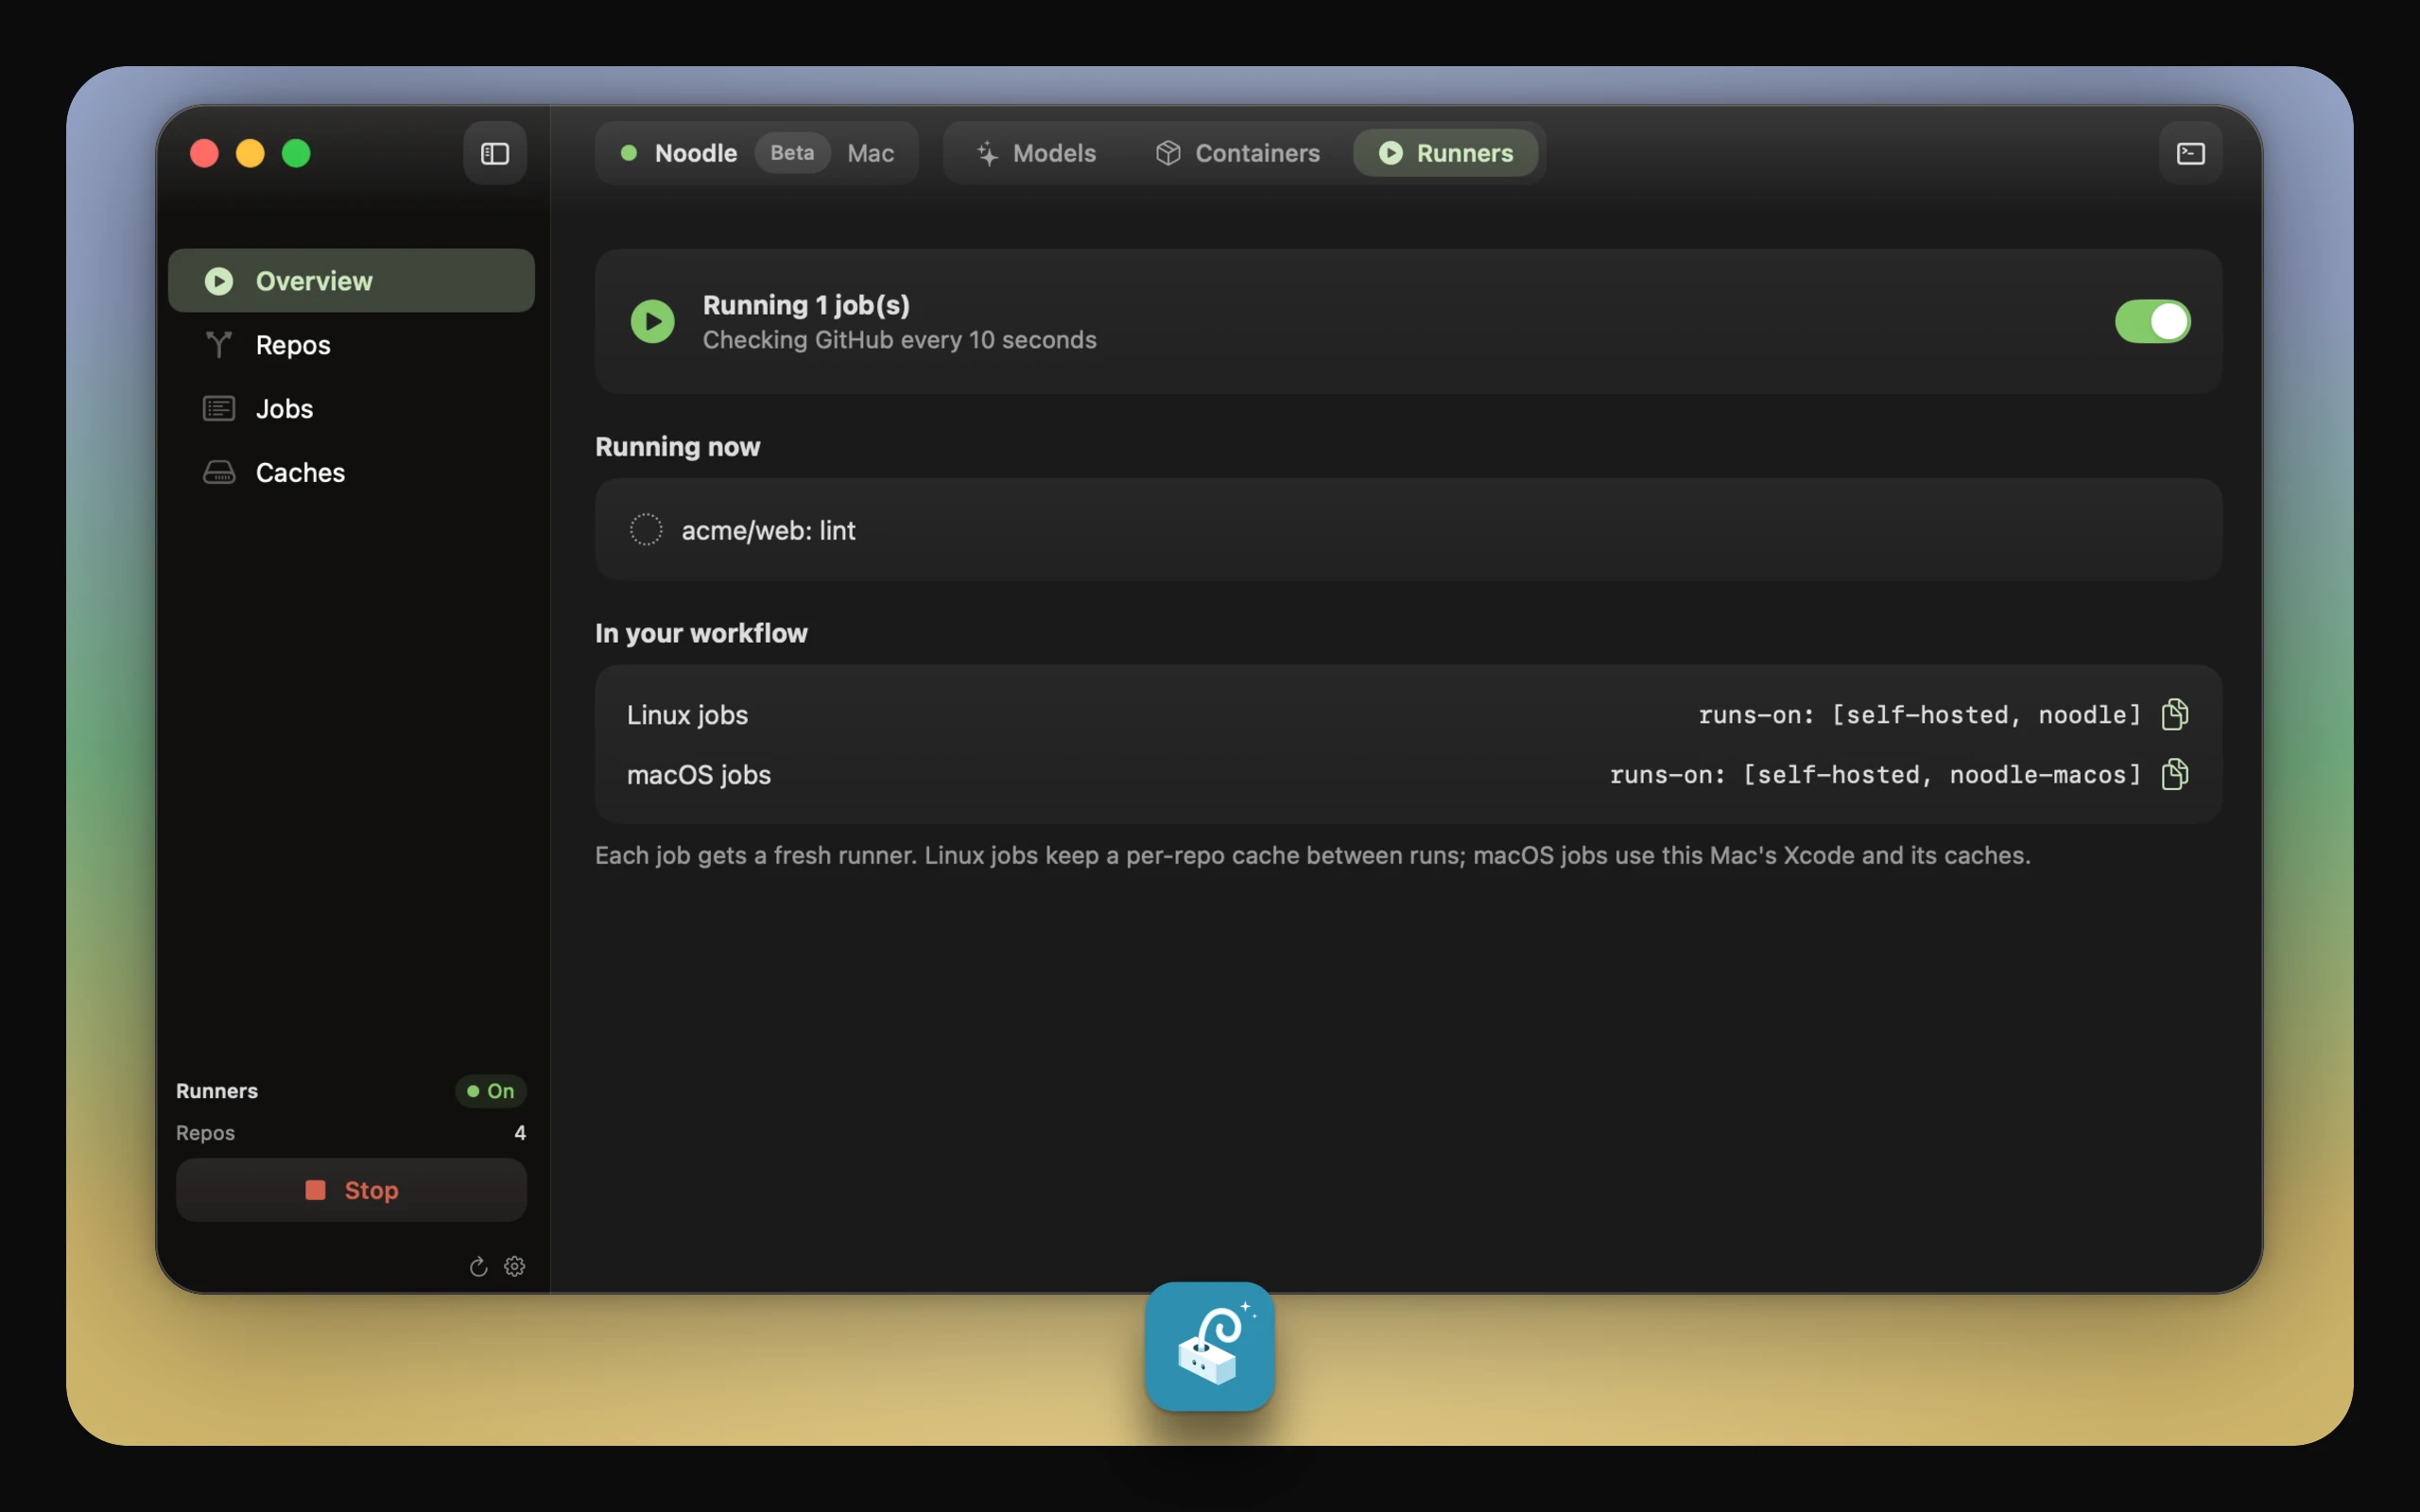 Noodle Beta Mac
Models Containers Runners
Overview
Repos
Jobs
Caches
Running 1 job(s)
Checking GitHub every 10 seconds
Running now
acme/web: lint
In your workflow
Linux jobs runs-on: [self-hosted, noodle]
macOS jobs runs-on: [self-hosted, noodle-macos]
Each job gets a fresh runner. Linux jobs keep a per-repo cache between runs; macOS jobs use this Mac's Xcode and its caches.
Runners On
Repos 4
Stop